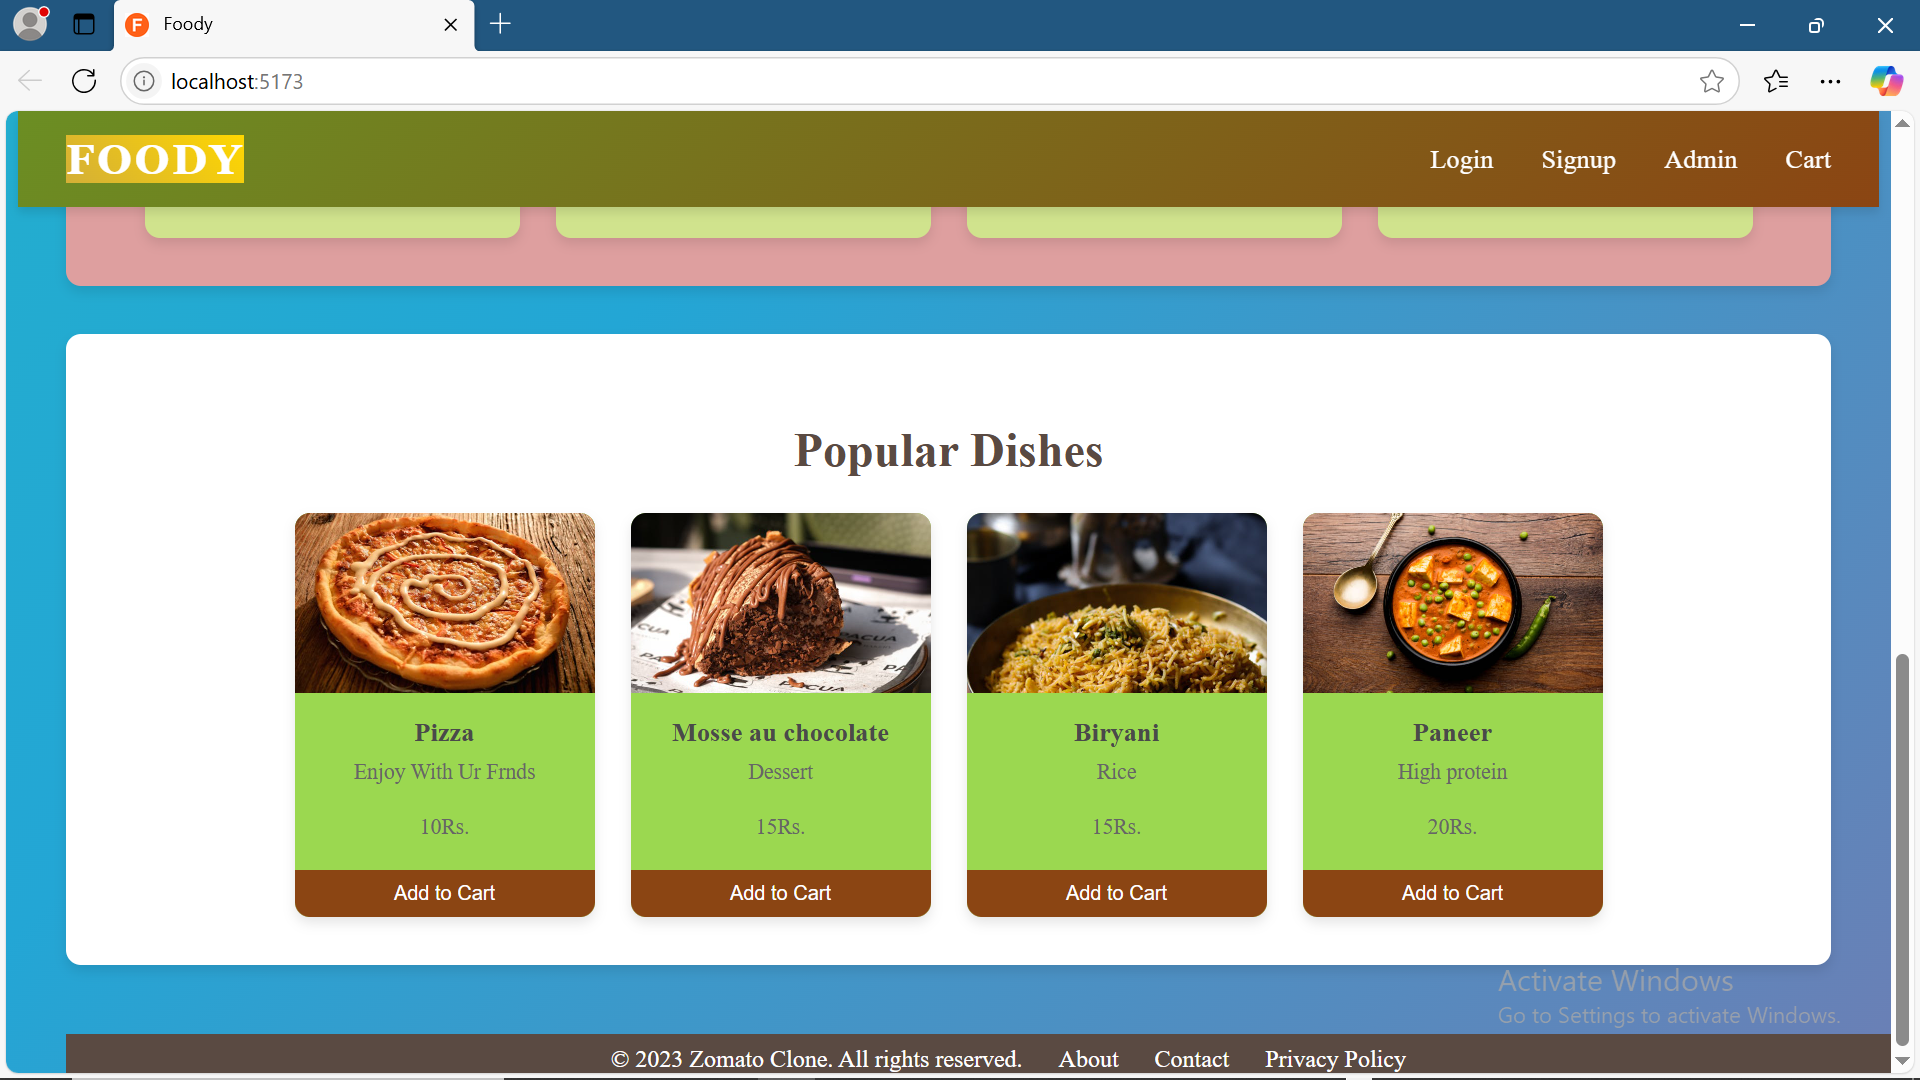 Foody
localhost:5173
FOODY
Login Signup Admin Cart
Popular Dishes
Pizza
Enjoy With Ur Frnds
10Rs.
Add to Cart
PACUA
PACUA
PACUA
Mosse au chocolate
Dessert
15Rs.
Add to Cart
Biryani
Rice
15Rs.
Add to Cart
Paneer
High protein
20Rs.
Add to Cart
Activate Windows
Go to Settings to activate Windows.
© 2023 Zomato Clone. All rights reserved. About Contact Privacy Policy